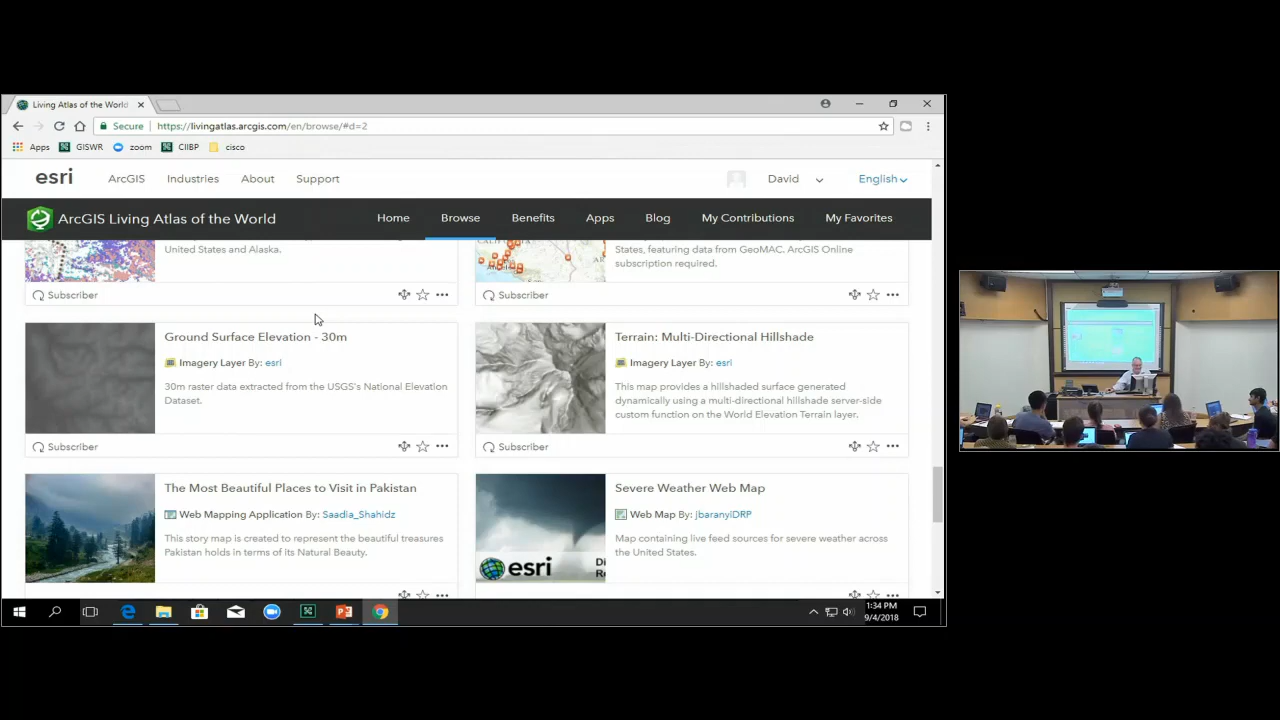 Living Atlas of the World
Secure
https://livingatlas.arcgis.com/en/browse/#d=2
Apps
GISWR
zoom
CIIBP
cisco
esri
ArcGIS
Industries
About
Support
David
English
ArcGIS Living Atlas of the World
Home
Browse
Benefits
Apps
Blog
My Contributions
My Favorites
United States and Alaska.
Subscriber
States, featuring data from GeoMAC. ArcGIS Online
subscription required.
Subscriber
Ground Surface Elevation - 30m
Imagery Layer By: esri
30m raster data extracted from the USGS's National Elevation
Dataset.
Subscriber
Terrain: Multi-Directional Hillshade
Imagery Layer By: esri
This map provides a hillshaded surface generated
dynamically using a multi-directional hillshade server-side
custom function on the World Elevation Terrain layer.
Subscriber
The Most Beautiful Places to Visit in Pakistan
Web Mapping Application By: Saadia_Shahidz
This story map is created to represent the beautiful treasures
Pakistan holds in terms of its Natural Beauty.
esri
Di
Severe Weather Web Map
Web Map By: jbaranyiDRP
Map containing live feed sources for severe weather across
the United States.
1:34 PM
9/4/2018